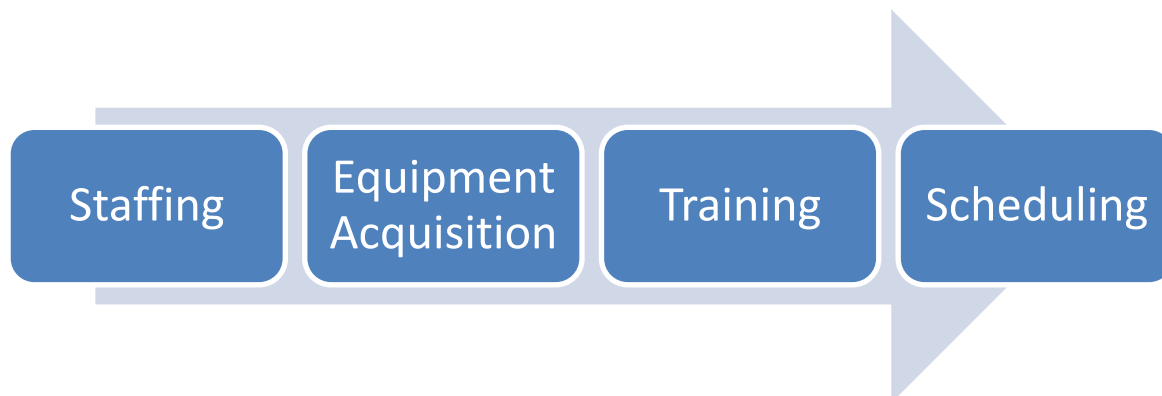 Staffing
Equipment
Acquisition
Training
Scheduling